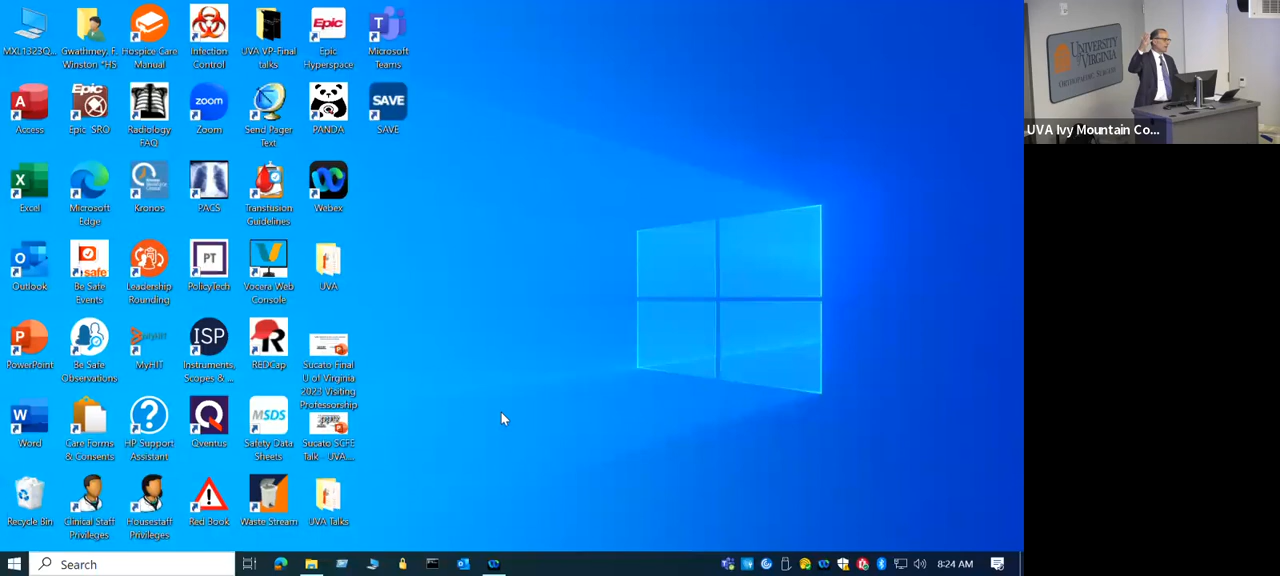 MXL1323Q...
Gwathmey, F.
Winston *HS
Hospice Care
Manual
Infection
Control
UVA VP-Final
talks
Epic
Epic
Hyperspace
T
Microsoft
Teams
A
Access
Epic
Epic SRO
Radiology
FAQ
zoom
Zoom
Send Pager
Text
PANDA
SAVE
SAVE
X
Excel
Microsoft
Edge
Kronos
PACS
Transfusion
Guidelines
Webex
O
Outlook
safe
Be Safe
Events
Leadership
Rounding
PT
PolicyTech
Vocera Web
Console
UVA
P
PowerPoint
Be Safe
Observations
MyHIT
ISP
Instruments,
Scopes & ...
R
REDCap
Sucato Final
U of Virginia
2023 Visiting
Professorship
W
Word
Care Forms
& Consents
HP Support
Assistant
Qventus
MSDS
Safety Data
Sheets
Sucato SCFE
Talk - UVA....
Recycle Bin
Clinical Staff
Privileges
Housestaff
Privileges
Red Book
Waste Stream
UVA Talks
Search
8:24 AM
UNIVERSITY
of VIRGINIA
ORTHOPAEDIC SURGERY
UVA Ivy Mountain Co...